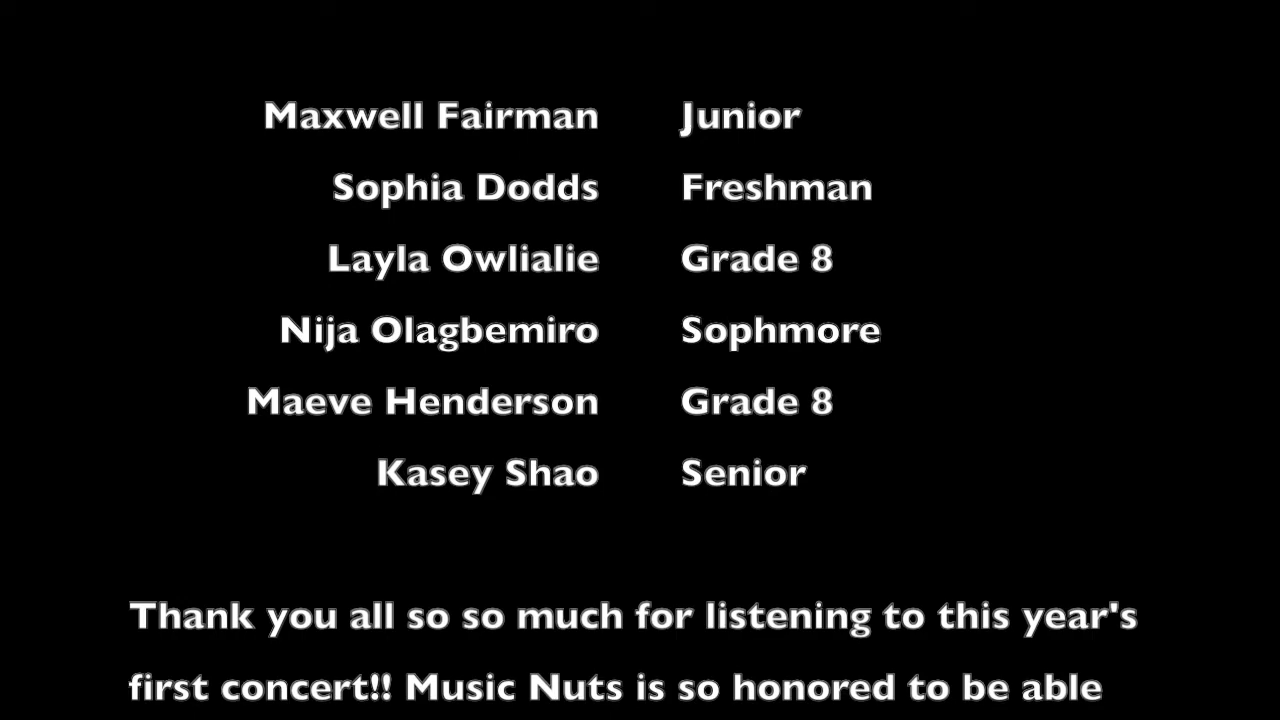 Maxwell Fairman Junior
Sophia Dodds Freshman
Layla Owlialie Grade 8
Nija Olagbemiro Sophmore
Maeve Henderson Grade 8
Kasey Shao Senior
Thank you all so so much for listening to this year's
first concert!! Music Nuts is so honored to be able